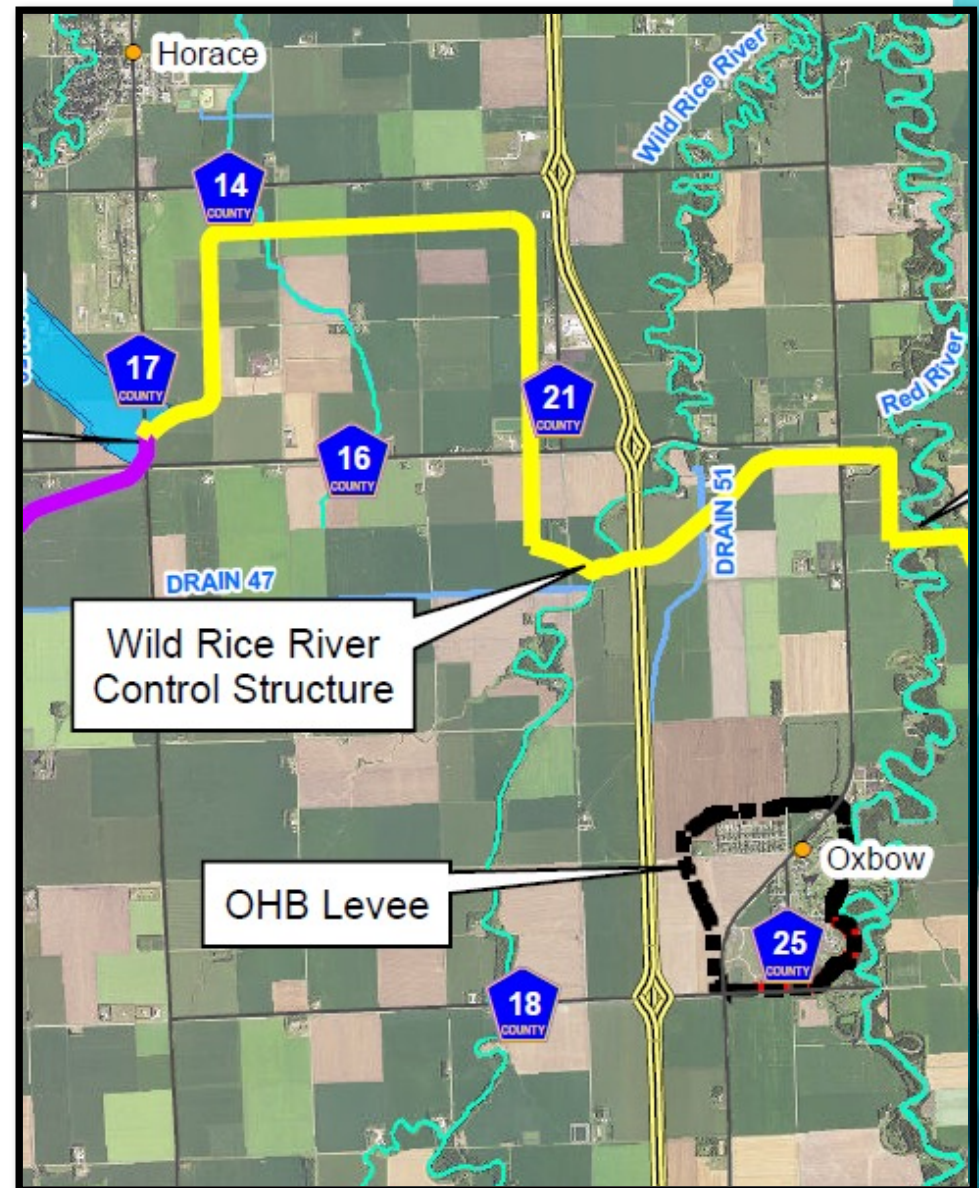 Horace
Wild Rice River
14
COUNTY
17
COUNTY
21
COUNTY
Red River
16
COUNTY
DRAIN 51
DRAIN 47
Wild Rice River
Control Structure
Oxbow
OHB Levee
25
COUNTY
18
COUNTY